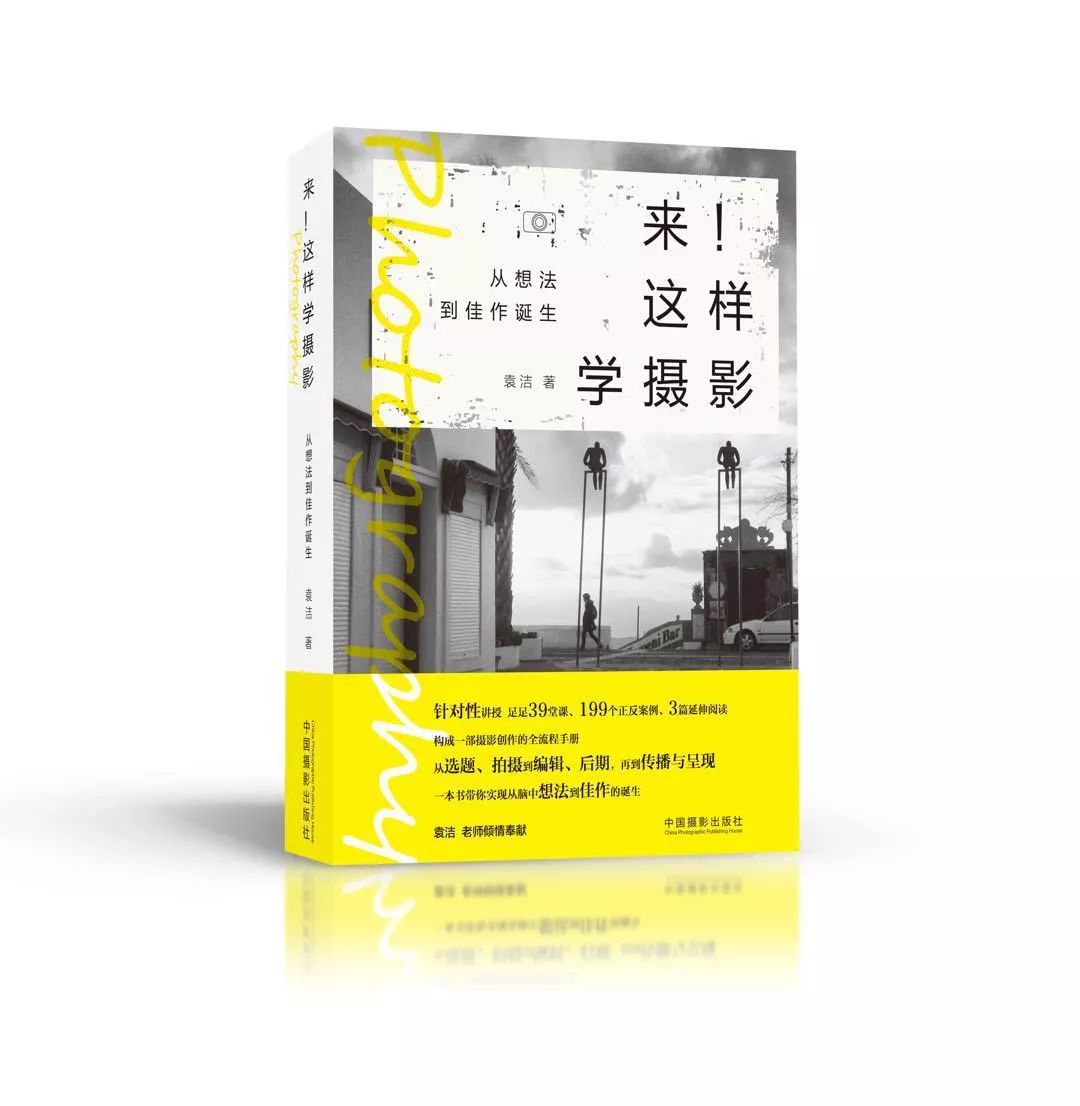 来！这样学摄影
Photography
从想法到佳作诞生
袁洁 著
中国摄影出版社
China Photographic Publishing House
Photography
来！
这样
学摄影
从想法
到佳作诞生
袁洁 著
peni Bar
针对性讲授 足足39堂课、199个正反案例、3篇延伸阅读
构成一部摄影创作的全流程手册
从选题、拍摄到编辑、后期，再到传播与呈现
一本书带你实现从脑中想法到佳作的诞生
袁洁 老师倾情奉献
中国摄影出版社
China Photographic Publishing House